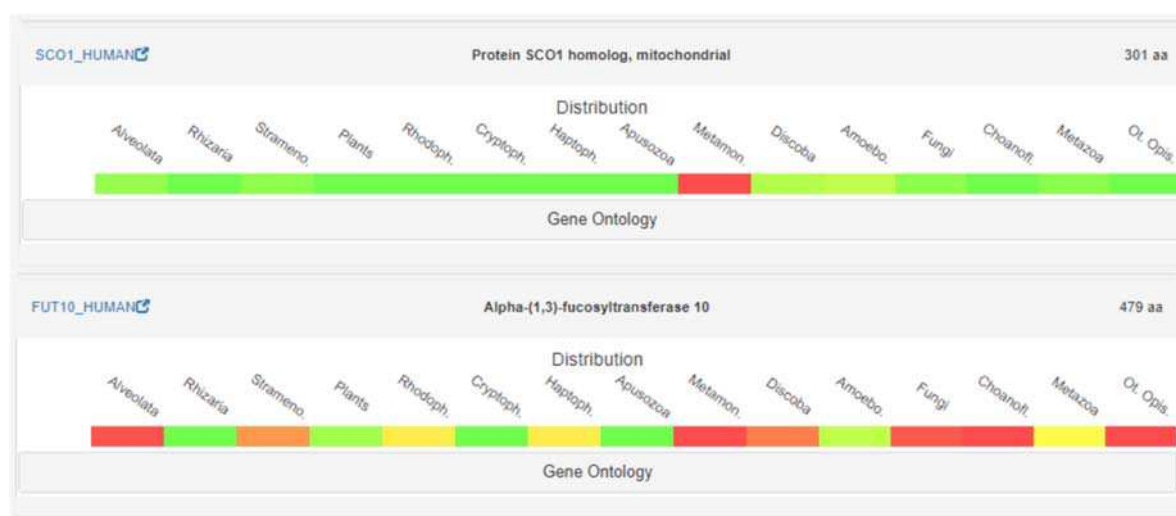 SCO1_HUMAN Protein SCO1 homolog, mitochondrial 301 aa
Distribution
Alveolata Rhizaria Strameno. Plants Rhodoph. Cryptoph. Haptoph. Apusozoa Metamon. Discoba Amoebo. Fungi Choanofl. Metazoa Ot. Opis.
Gene Ontology
FUT10_HUMAN Alpha-(1,3)-fucosyltransferase 10 479 aa
Distribution
Alveolata Rhizaria Strameno. Plants Rhodoph. Cryptoph. Haptoph. Apusozoa Metamon. Discoba Amoebo. Fungi Choanofl. Metazoa Ot. Opis.
Gene Ontology